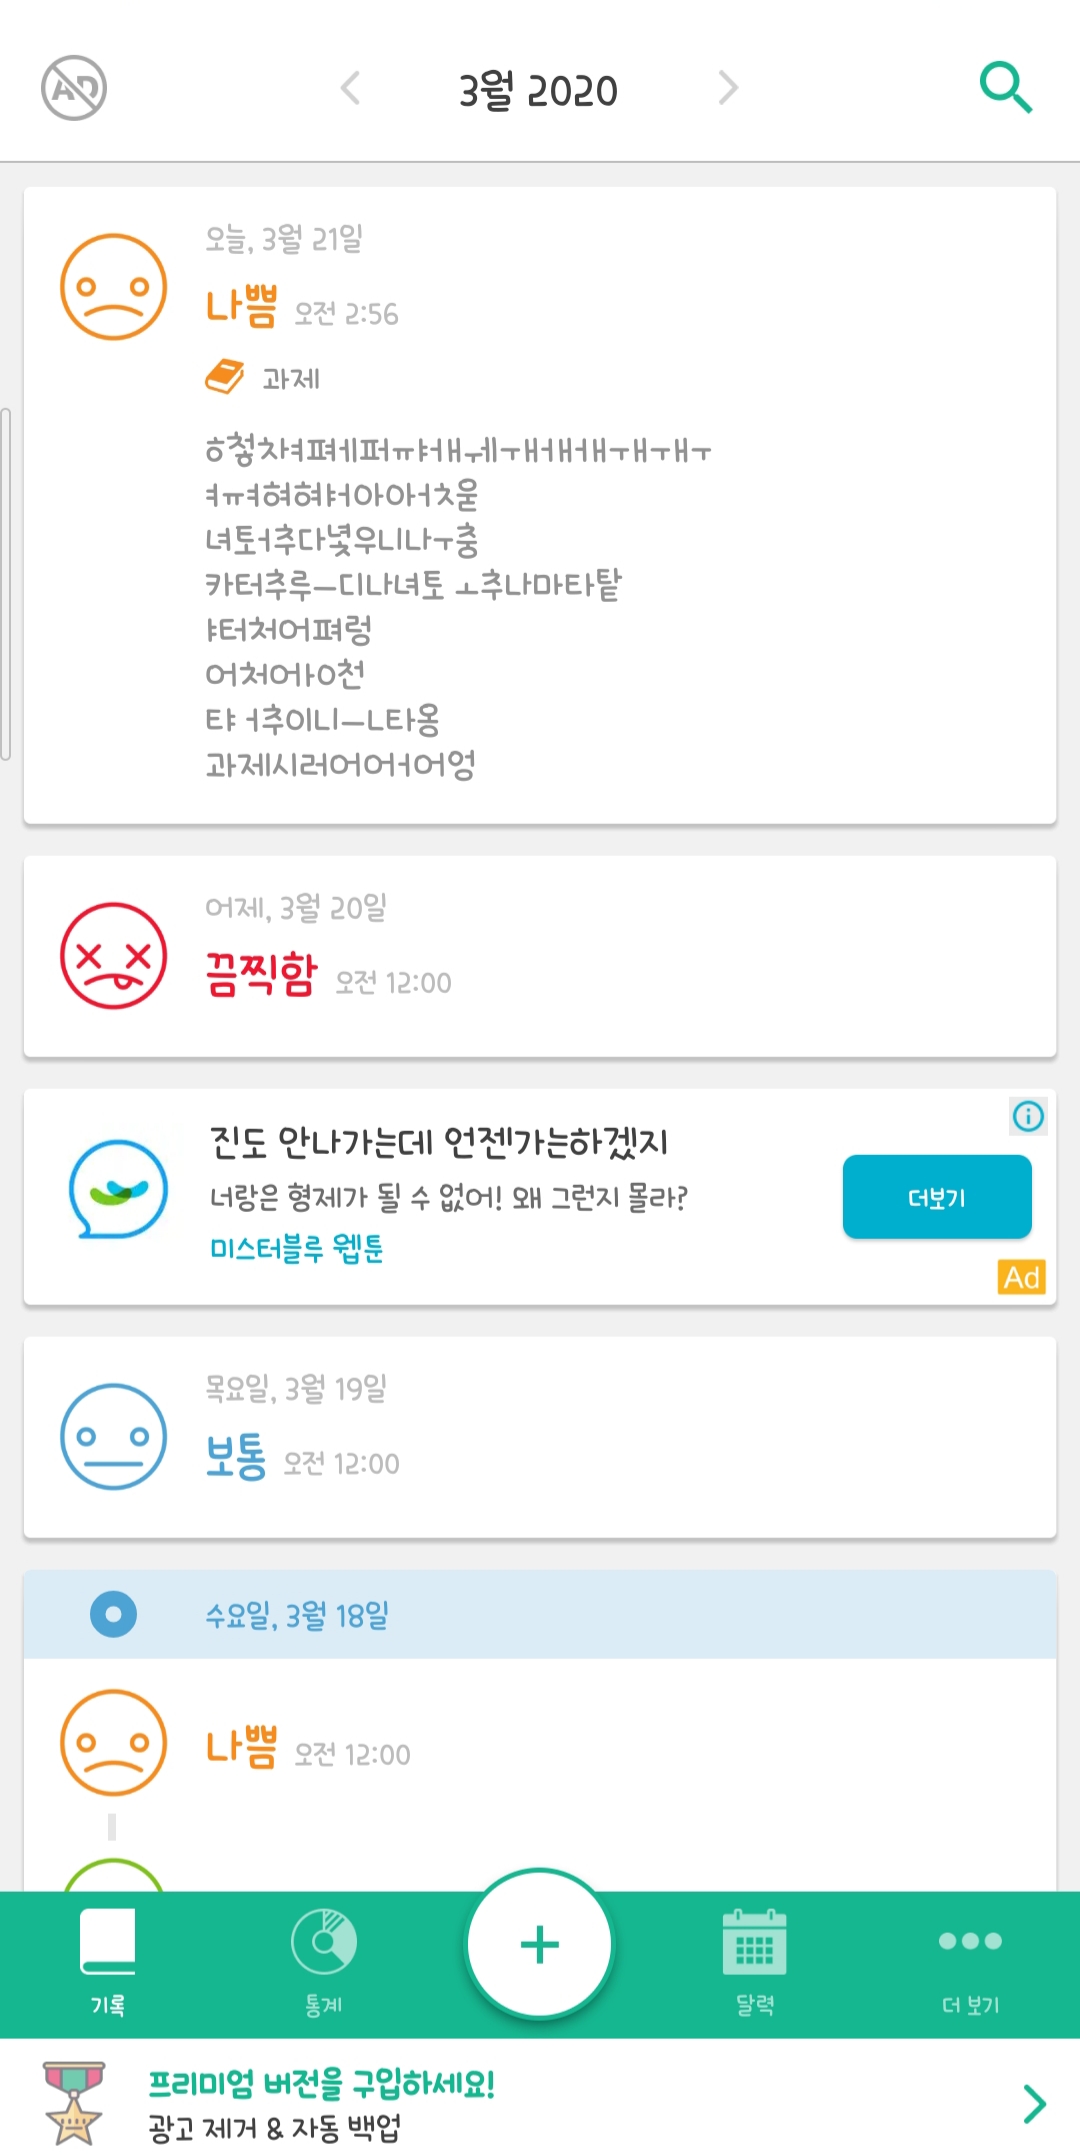 AD
3월 2020
오늘, 3월 21일
나쁨 오전 2:56
과제
ㅎ청차ㅕ펴ㅔ퍼ㅠㅑㅐㅞㅜㅐㅐㅐㅜㅐㅜㅐㅜ
ㅕㅠㅕ혀혀ㅑㅓ아아ㅓㅊ욷
녀토ㅓ추다녗우니나ㅜ충
카터추루ㅡ디나녀토 ㅗ추나마타탙
ㅑ터처어펴렁
어처어ㅏㅇ천
탸 ㅓ추이니ㅡㄴ타옹
과제시러어어ㅓ어엉
어제, 3월 20일
끔찍함 오전 12:00
진도 안나가는데 언젠가는하겠지
너랑은 형제가 될 수 없어! 왜 그런지 몰라?
더보기
미스터블루 웹툰
Ad
목요일, 3월 19일
보통 오전 12:00
수요일, 3월 18일
나쁨 오전 12:00
기록 통계 달력 더 보기
프리미엄 버전을 구입하세요!
광고 제거 & 자동 백업